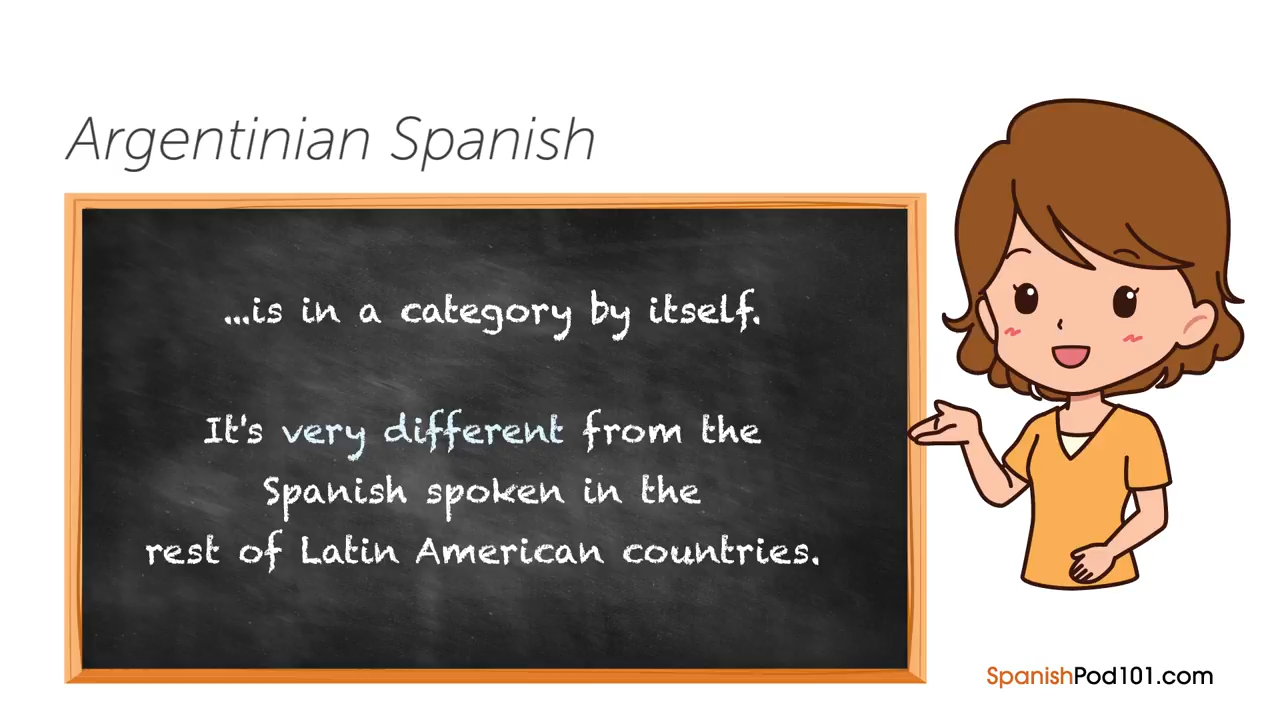 Argentinian Spanish
...is in a category by itself.
It's very different from the
Spanish spoken in the
rest of Latin American countries.
SpanishPod101.com